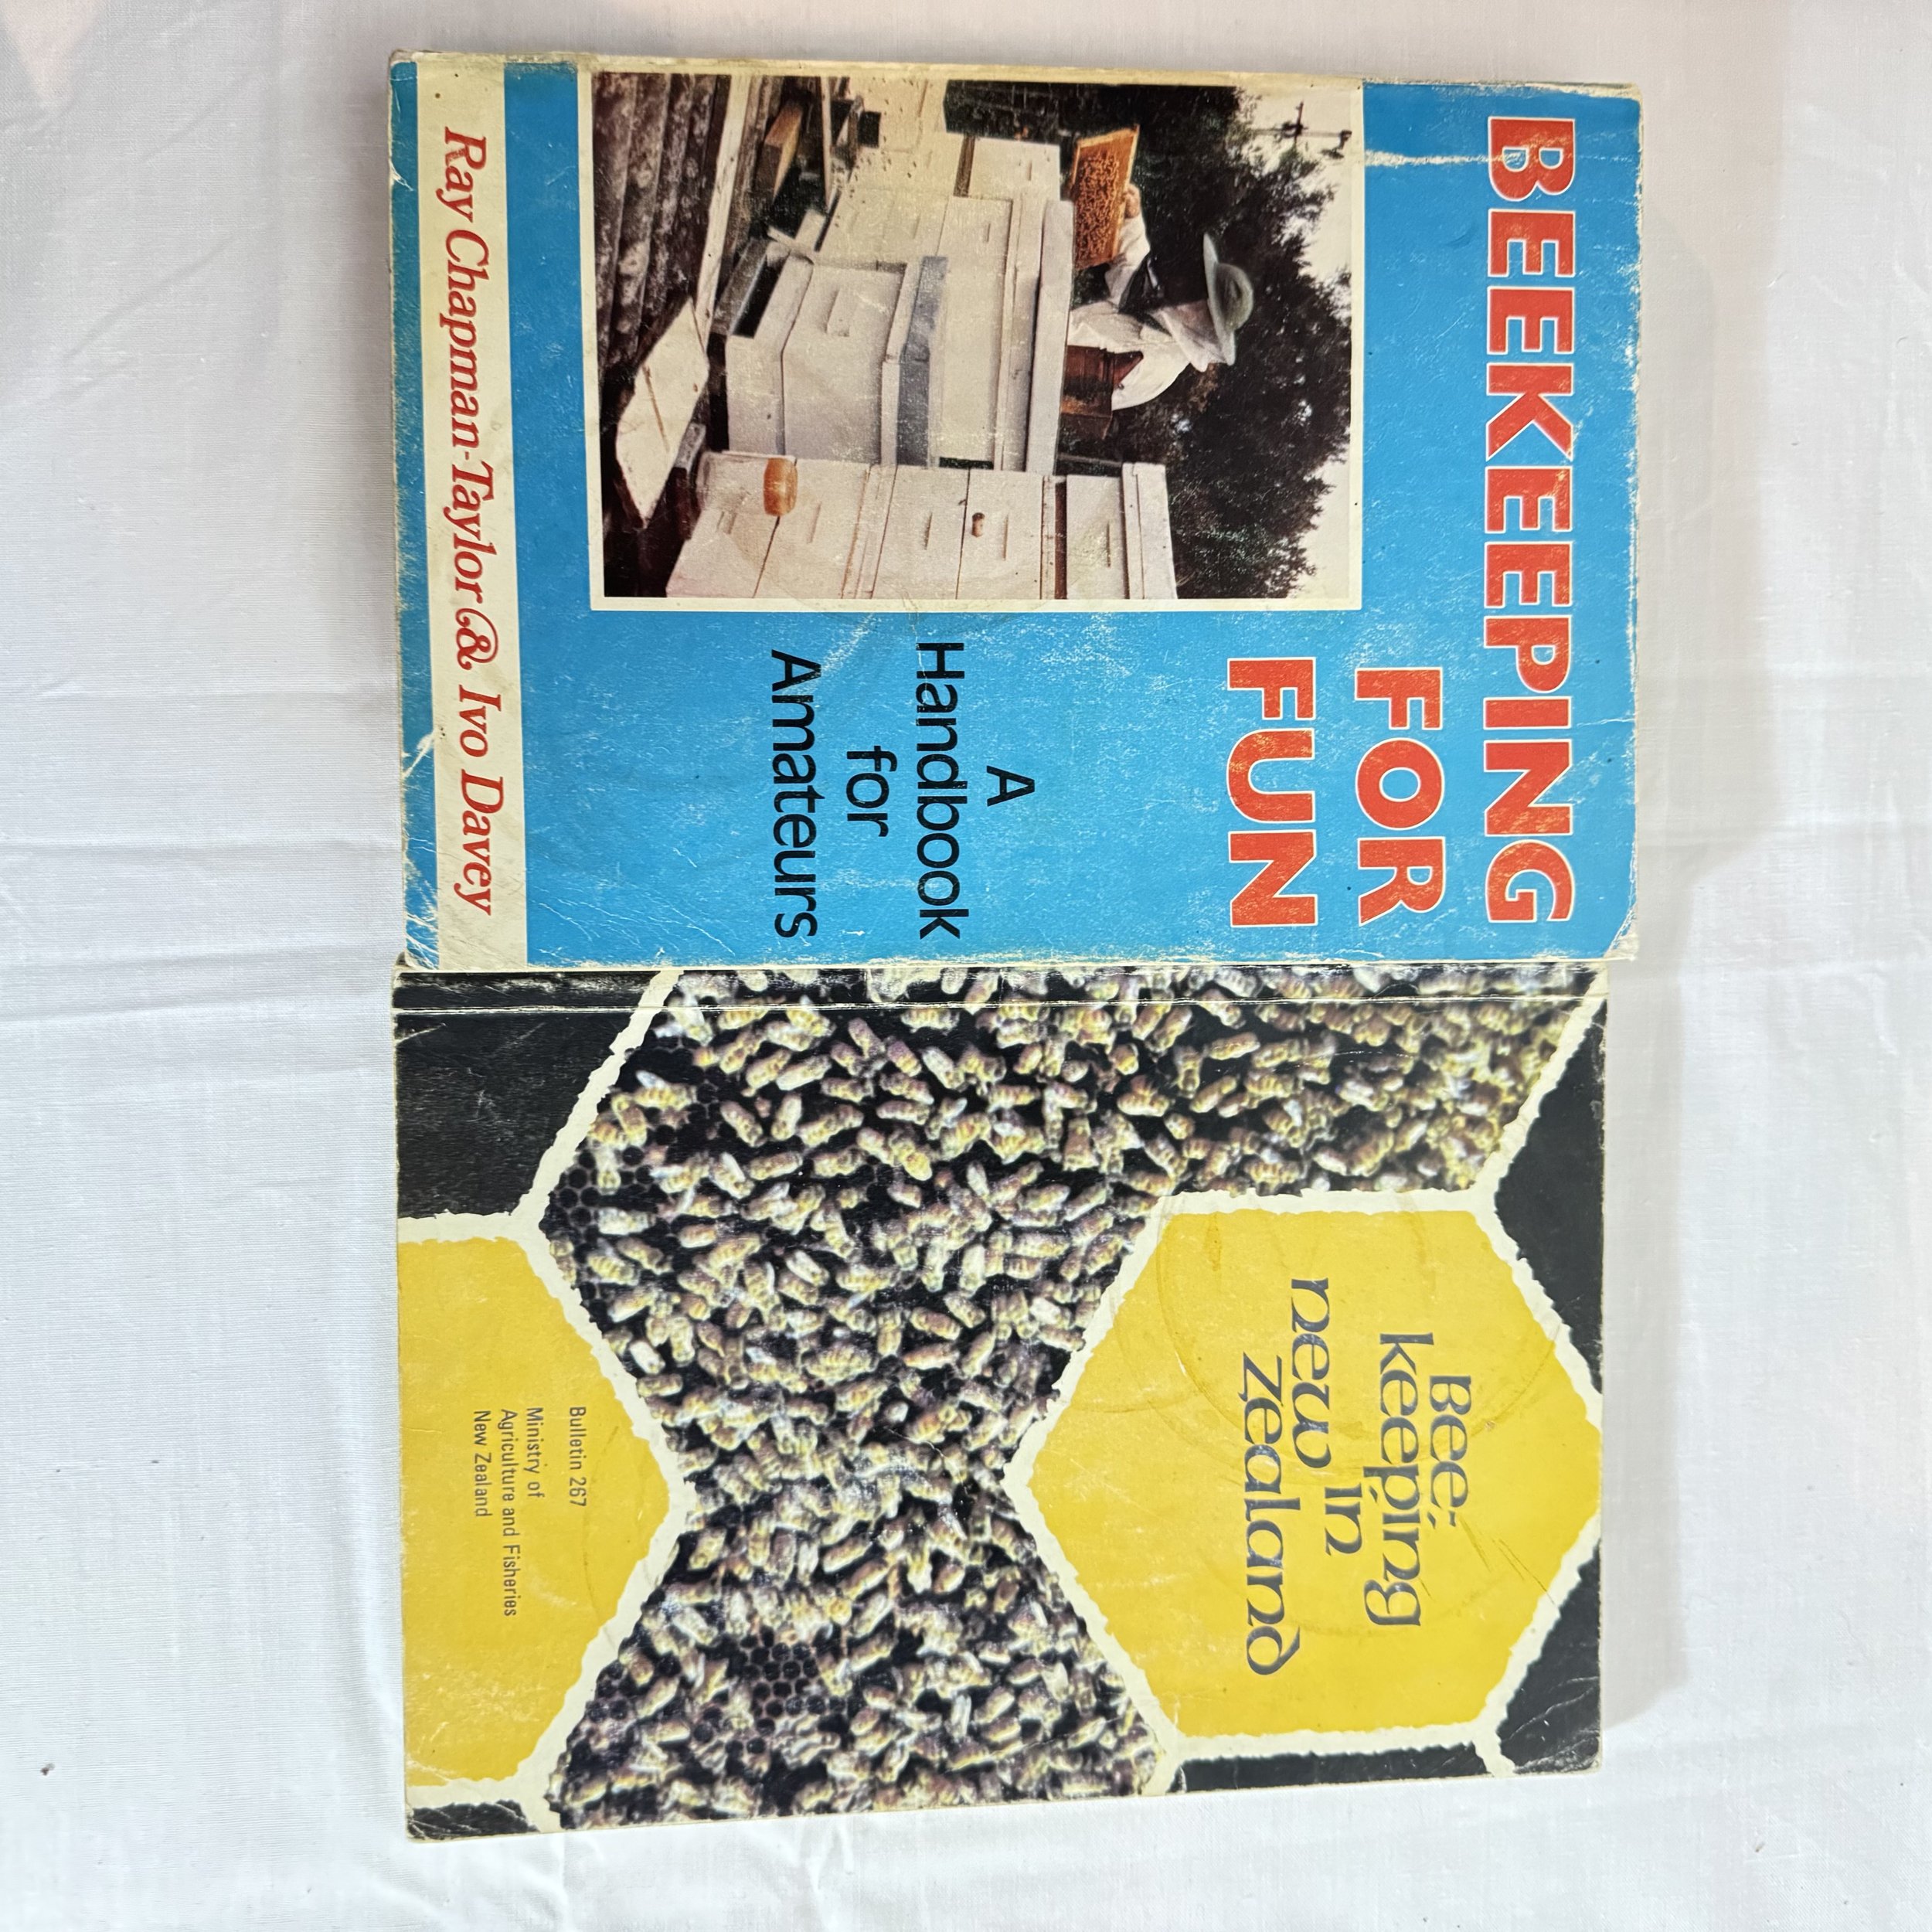 BEEKEEPING
FOR
FUN
A
Handbook
for
Amateurs
Ray Chapman-Taylor & Ivo Davey
Bee-
keeping
in
new
zealand
Bulletin 267
Ministry of
Agriculture and Fisheries
New Zealand